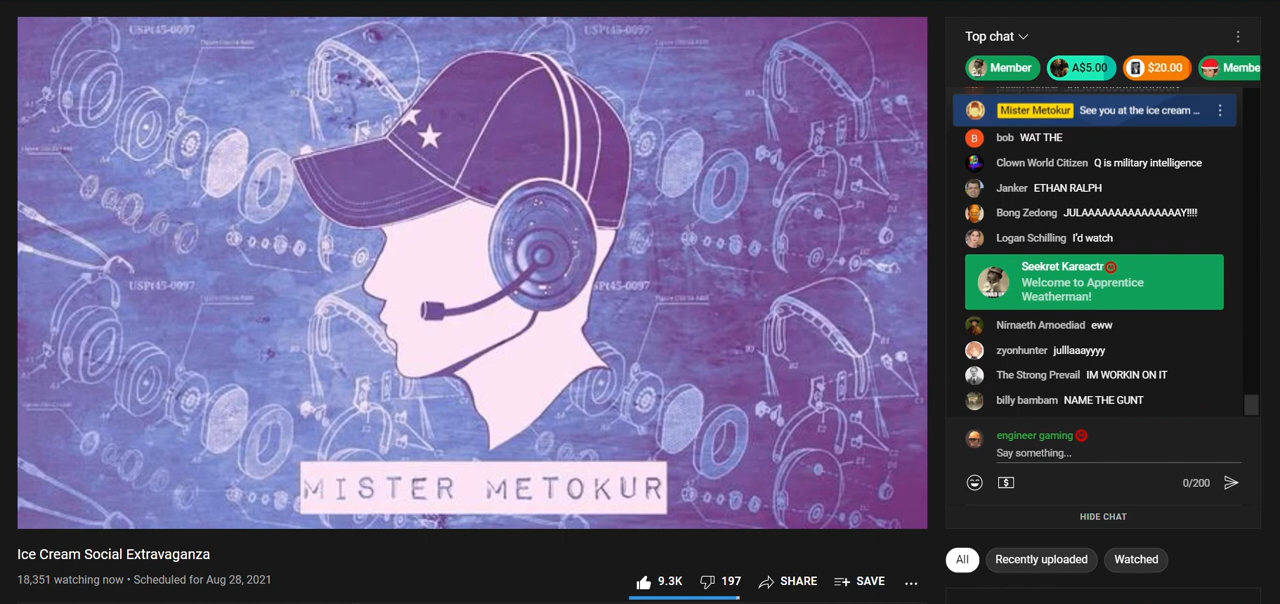 USPt45-0097
USPt45-0097
USPt45-0097
MISTER METOKUR
Ice Cream Social Extravaganza
18,351 watching now • Scheduled for Aug 28, 2021
9.3K
197
SHARE
SAVE
Top chat
Member
A$5.00
$20.00
Membe
Mister Metokur See you at the ice cream ...
bob WAT THE
Clown World Citizen Q is military intelligence
Janker ETHAN RALPH
Bong Zedong JULAAAAAAAAAAAAAAAY!!!!
Logan Schilling I'd watch
Seekret Kareactr
Welcome to Apprentice
Weatherman!
Nírnaeth Arnoediad eww
zyonhunter julllaaayyyy
The Strong Prevail IM WORKIN ON IT
billy bambam NAME THE GUNT
engineer gaming
Say something...
0/200
HIDE CHAT
All
Recently uploaded
Watched